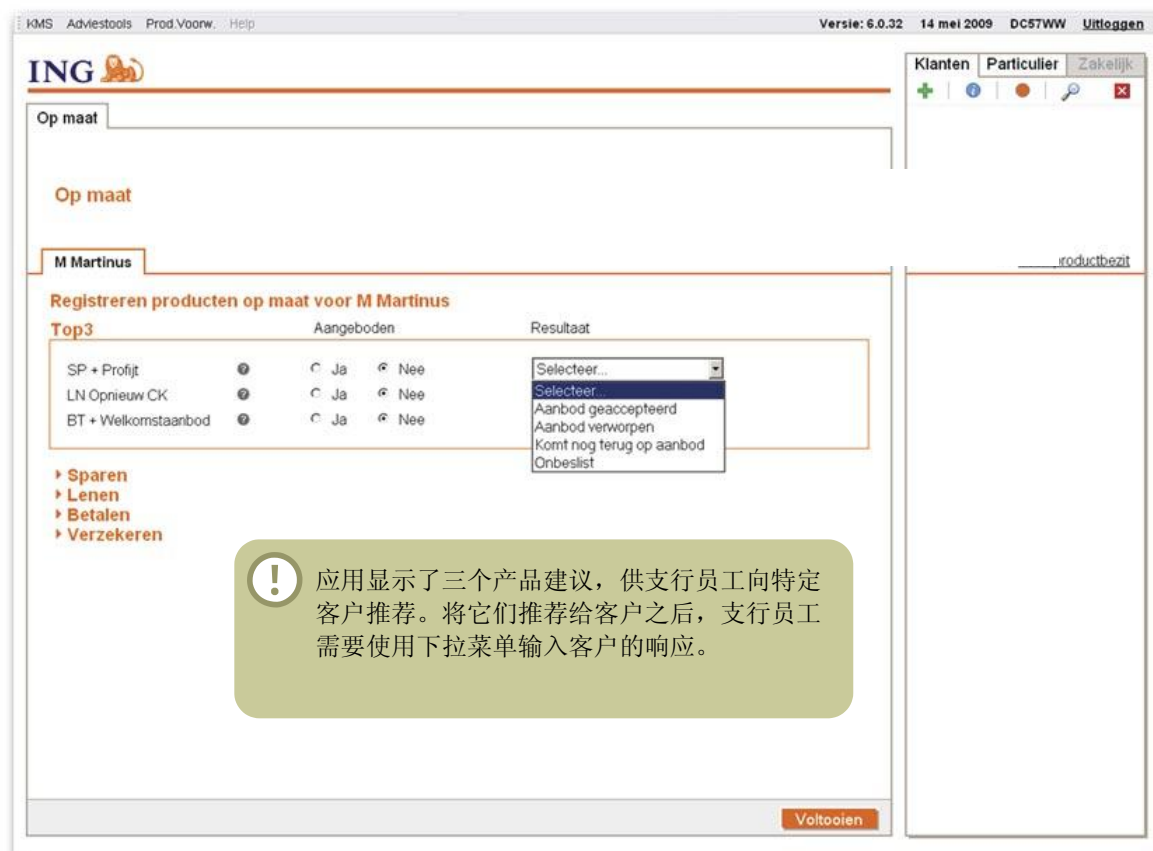 KMS Adviestools Prod.Voorw. Help Versie: 6.0.32 14 mei 2009 DC57WW Uitloggen
ING
Klanten Particulier Zakelijk
Op maat
Op maat
M Martinus
roductbezit
Registreren producten op maat voor M Martinus
Top3 Aangeboden Resultaat
SP + Profijt Ja Nee Selecteer...
LN Opnieuw CK Ja Nee
BT + Welkomstaanbod Ja Nee
Selecteer...
Aanbod geaccepteerd
Aanbod verworpen
Komt nog terug op aanbod
Onbeslist
Sparen
Lenen
Betalen
Verzekeren
应用显示了三个产品建议，供支行员工向特定
客户推荐。将它们推荐给客户之后，支行员工
需要使用下拉菜单输入客户的响应。
Voltooien